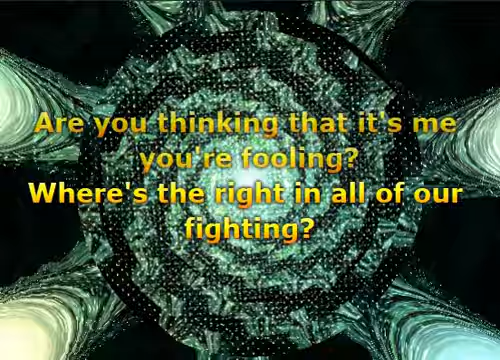 Are you thinking that it's me
you're fooling?
Where's the right in all of our
fighting?